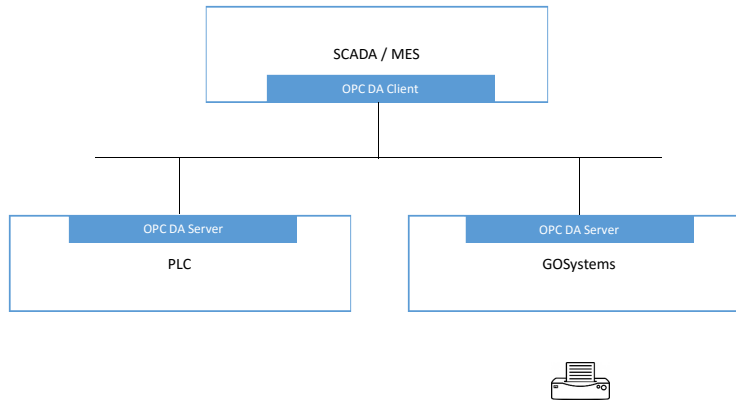 SCADA / MES
OPC DA Client
OPC DA Server
PLC
OPC DA Server
GOSystems